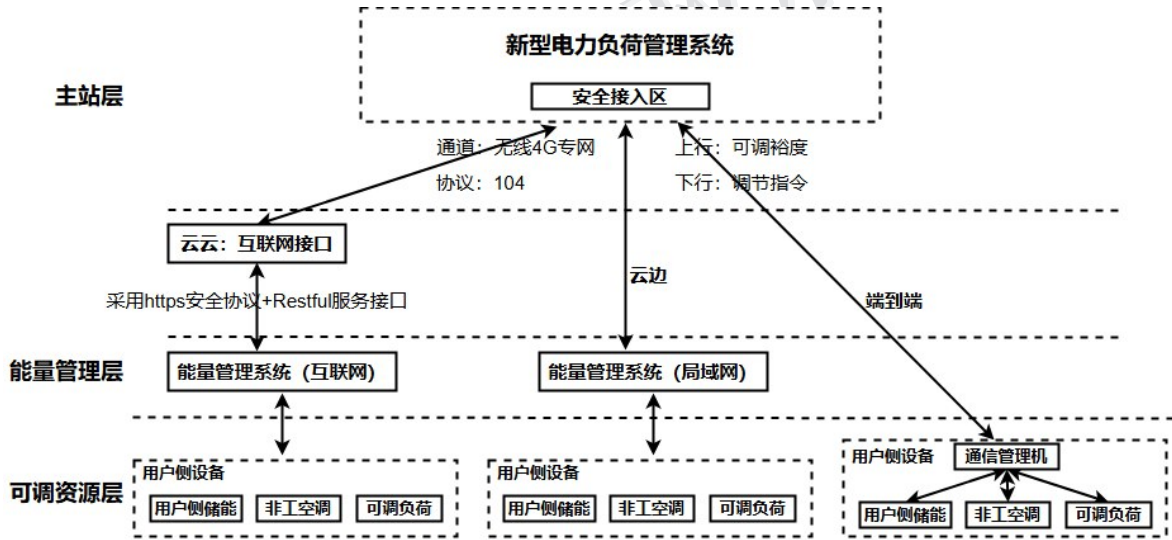 新型电力负荷管理系统
主站层
安全接入区
通道：无线4G专网
上行：可调裕度
协议：104
下行：调节指令
云云：互联网接口
云边
采用https安全协议+Restful服务接口
端到端
能量管理层
能量管理系统（互联网）
能量管理系统（局域网）
可调资源层
用户侧设备
用户侧储能
非工空调
可调负荷
用户侧设备
用户侧储能
非工空调
可调负荷
用户侧设备
通信管理机
用户侧储能
非工空调
可调负荷